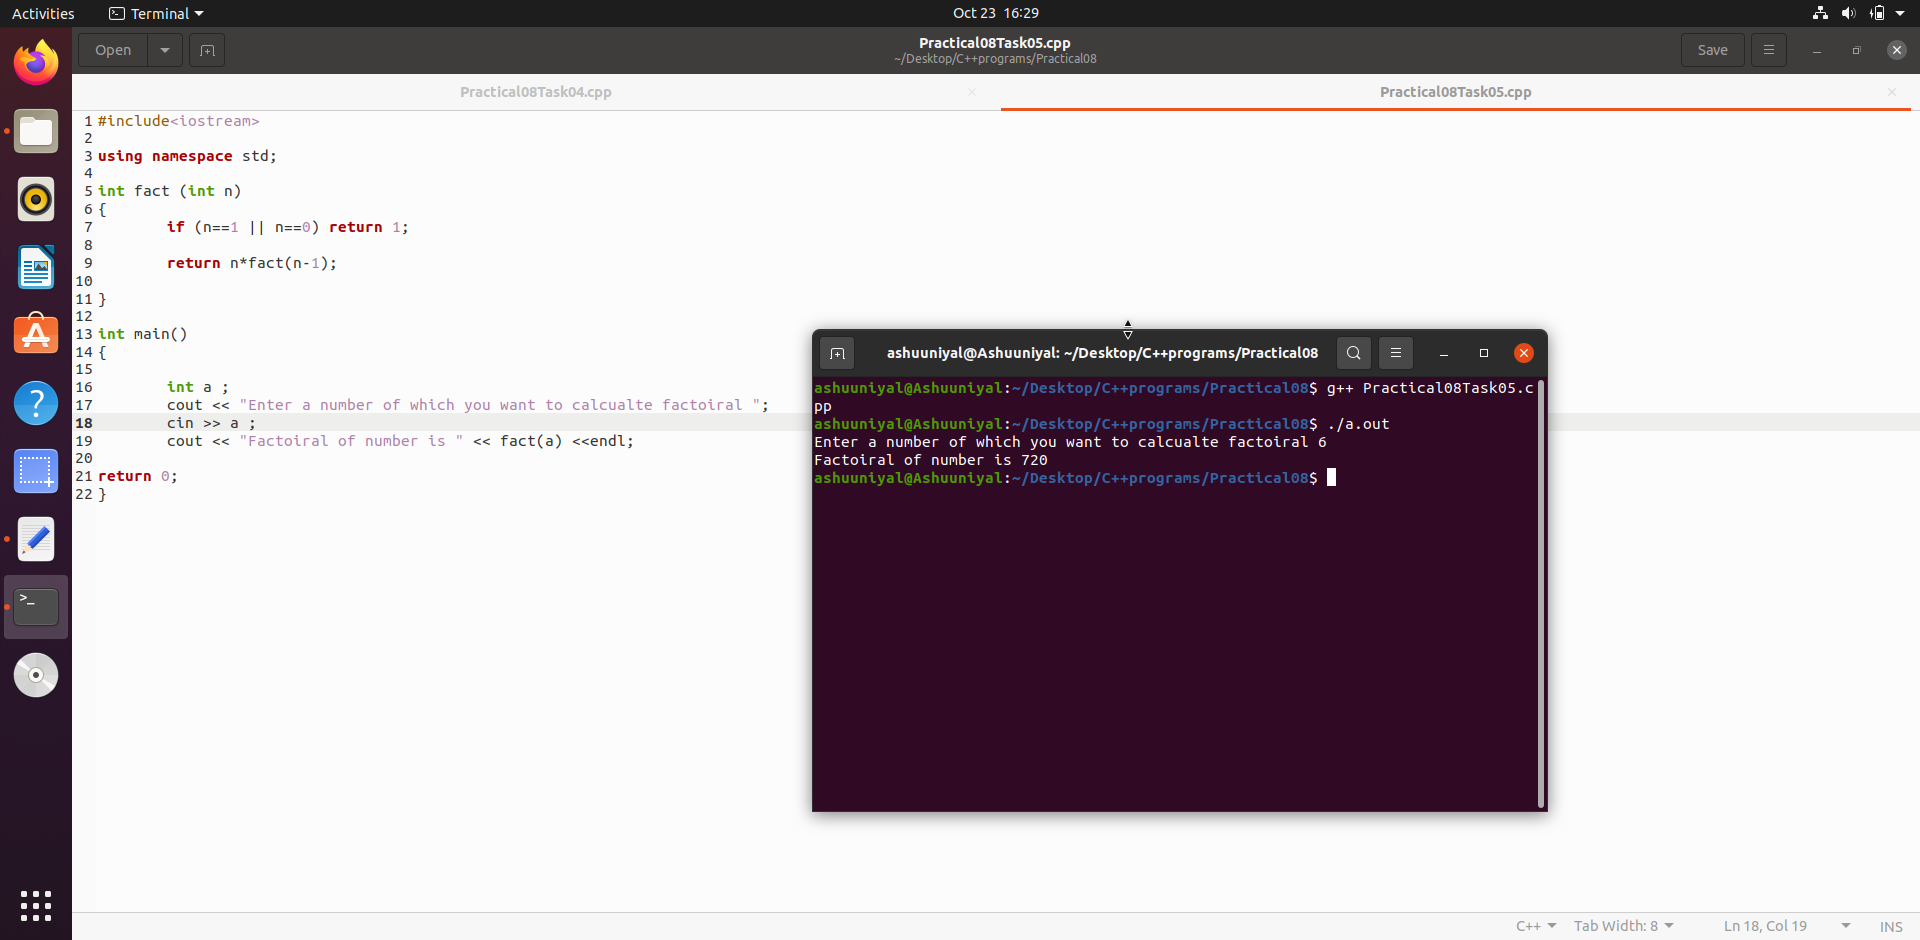 Activities
Terminal
Oct 23 16:29
Open
Practical08Task05.cpp
~/Desktop/C++programs/Practical08
Save
Practical08Task04.cpp
Practical08Task05.cpp
1 #include<iostream>
2
3 using namespace std;
4
5 int fact (int n)
6 {
7 if (n==1 || n==0) return 1;
8
9 return n*fact(n-1);
10
11 }
12
13 int main()
14 {
15
16 int a ;
17 cout << "Enter a number of which you want to calcualte factoiral ";
18 cin >> a ;
19 cout << "Factoiral of number is " << fact(a) <<endl;
20
21 return 0;
22 }
ashuuniyal@Ashuuniyal: ~/Desktop/C++programs/Practical08
ashuuniyal@Ashuuniyal:~/Desktop/C++programs/Practical08$ g++ Practical08Task05.c
pp
ashuuniyal@Ashuuniyal:~/Desktop/C++programs/Practical08$ ./a.out
Enter a number of which you want to calcualte factoiral 6
Factoiral of number is 720
ashuuniyal@Ashuuniyal:~/Desktop/C++programs/Practical08$
C++
Tab Width: 8
Ln 18, Col 19
INS